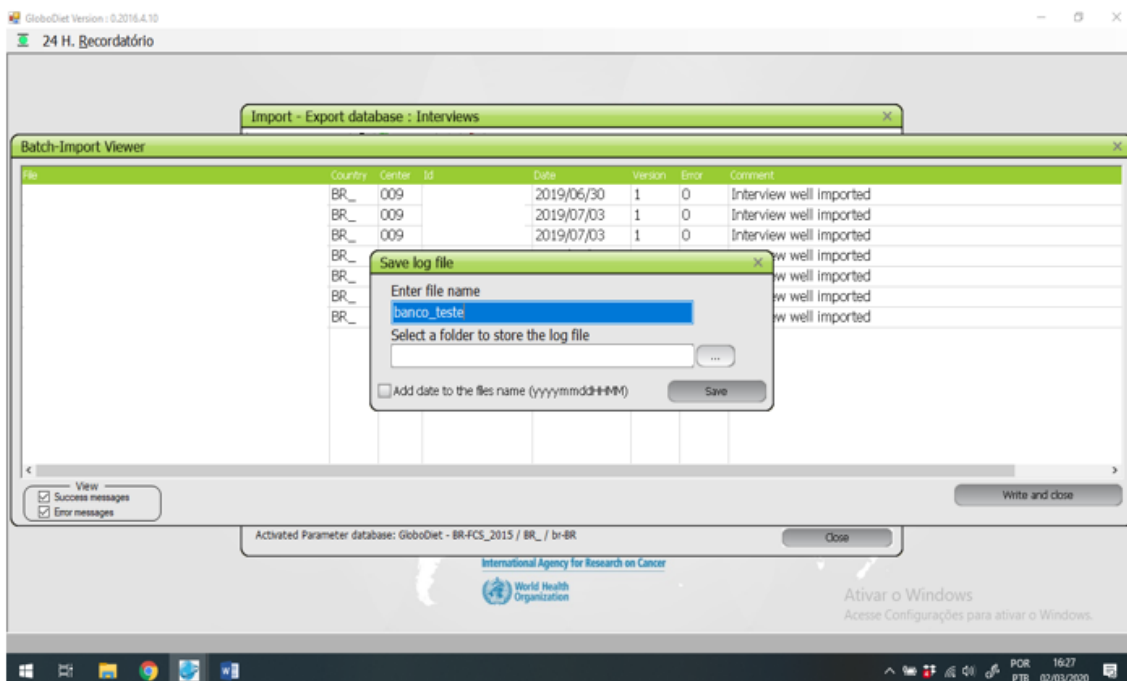 GloboDiet Version : 0.2016.4.10
24 H. Recordatório
Import - Export database : Interviews
Batch-Import Viewer
File Country Center Id Date Version Error Comment
BR_ 009 2019/06/30 1 0 Interview well imported
BR_ 009 2019/07/03 1 0 Interview well imported
BR_ 009 2019/07/03 1 0 Interview well imported
BR_ ew well imported
BR_ ew well imported
BR_ ew well imported
BR_ ew well imported
Save log file
Enter file name
banco_teste
Select a folder to store the log file
...
Add date to the files name (yyyymmddHHMM)
Save
View
Success messages
Error messages
Write and close
Activated Parameter database: GloboDiet - BR-FCS_2015 / BR_ / br-BR
Close
International Agency for Research on Cancer
World Health
Organization
Ativar o Windows
Acesse Configurações para ativar o Windows.
POR
PTB
16:27
02/03/2020